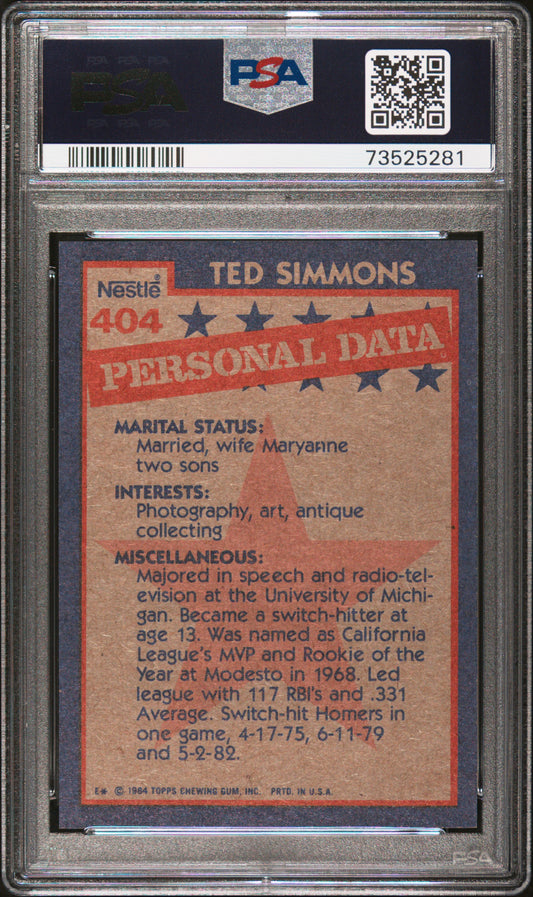 PSA
PSA
73525281
Nestlé®
TED SIMMONS
404
PERSONAL DATA
MARITAL STATUS:
Married, wife Maryanne
two sons
INTERESTS:
Photography, art, antique
collecting
MISCELLANEOUS:
Majored in speech and radio-tel-
evision at the University of Michi-
gan. Became a switch-hitter at
age 13. Was named as California
League's MVP and Rookie of the
Year at Modesto in 1968. Led
league with 117 RBI's and .331
Average. Switch-hit Homers in
one game, 4-17-75, 6-11-79
and 5-2-82.
E* © 1984 TOPPS CHEWING GUM, INC. PRTD. IN U.S.A.
PSA